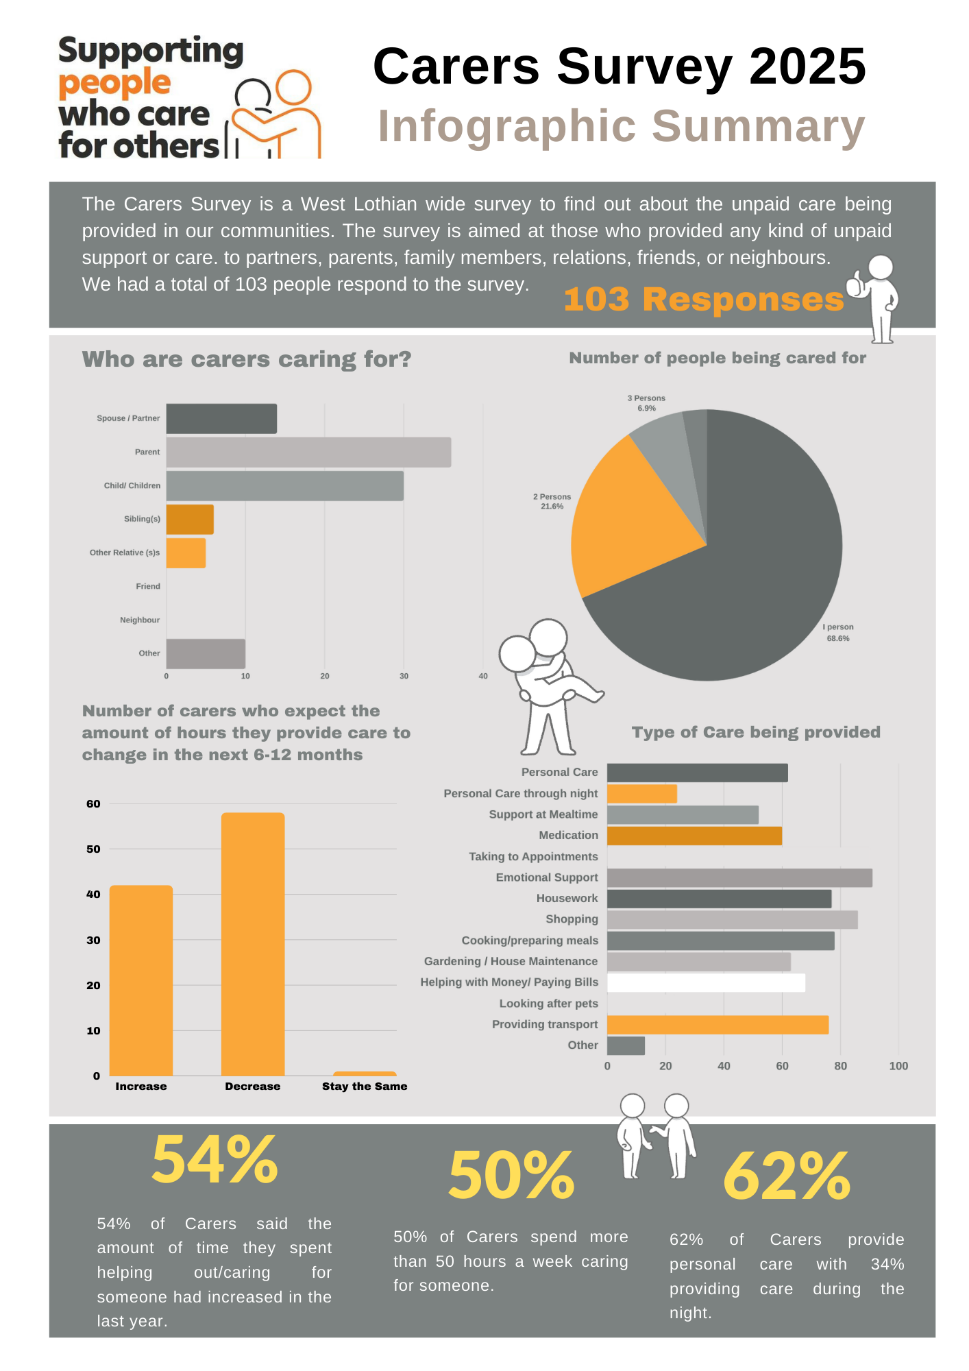 Supporting
people
who care
for others
Carers Survey 2025
Infographic Summary
The Carers Survey is a West Lothian wide survey to find out about the unpaid care being
provided in our communities. The survey is aimed at those who provided any kind of unpaid
support or care. to partners, parents, family members, relations, friends, or neighbours.
We had a total of 103 people respond to the survey.
103 Responses
Who are carers caring for?
Spouse / Partner
Parent
Child/ Children
Sibling(s)
Other Relative (s)s
Friend
Neighbour
Other
0 10 20 30 40
Number of people being cared for
3 Persons
6.9%
2 Persons
21.6%
I person
68.6%
Number of carers who expect the
amount of hours they provide care to
change in the next 6-12 months
60
50
40
30
20
10
0
Increase Decrease Stay the Same
Type of Care being provided
Personal Care
Personal Care through night
Support at Mealtime
Medication
Taking to Appointments
Emotional Support
Housework
Shopping
Cooking/preparing meals
Gardening / House Maintenance
Helping with Money/ Paying Bills
Looking after pets
Providing transport
Other
0 20 40 60 80 100
54%
54% of Carers said the
amount of time they spent
helping out/caring for
someone had increased in the
last year.
50%
50% of Carers spend more
than 50 hours a week caring
for someone.
62%
62% of Carers provide
personal care with 34%
providing care during the
night.